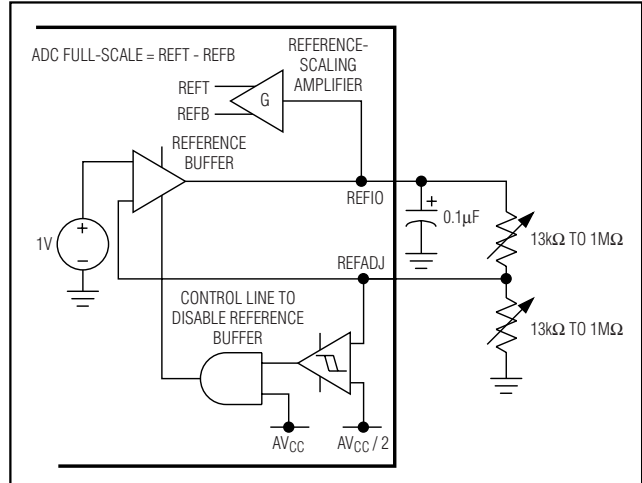 ADC FULL-SCALE = REFT - REFB
REFERENCE-
SCALING
AMPLIFIER
REFT
REFB
G
REFERENCE
BUFFER
REFIO
+
0.1µF
13kΩ TO 1MΩ
1V
+
−
REFADJ
CONTROL LINE TO
DISABLE REFERENCE
BUFFER
13kΩ TO 1MΩ
AVCC
AVCC / 2